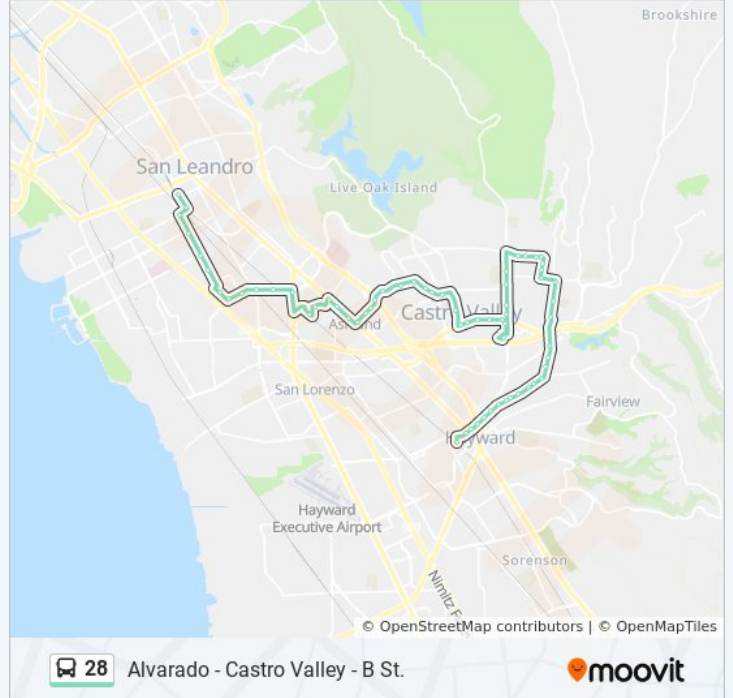 Brookshire
San Leandro
Live Oak Island
Castro Valley
Ashland
San Lorenzo
Fairview
Hayward
Hayward
Executive Airport
Sorenson
Nimitz F
© OpenStreetMap contributors | © OpenMapTiles
28 Alvarado - Castro Valley - B St.
moovit